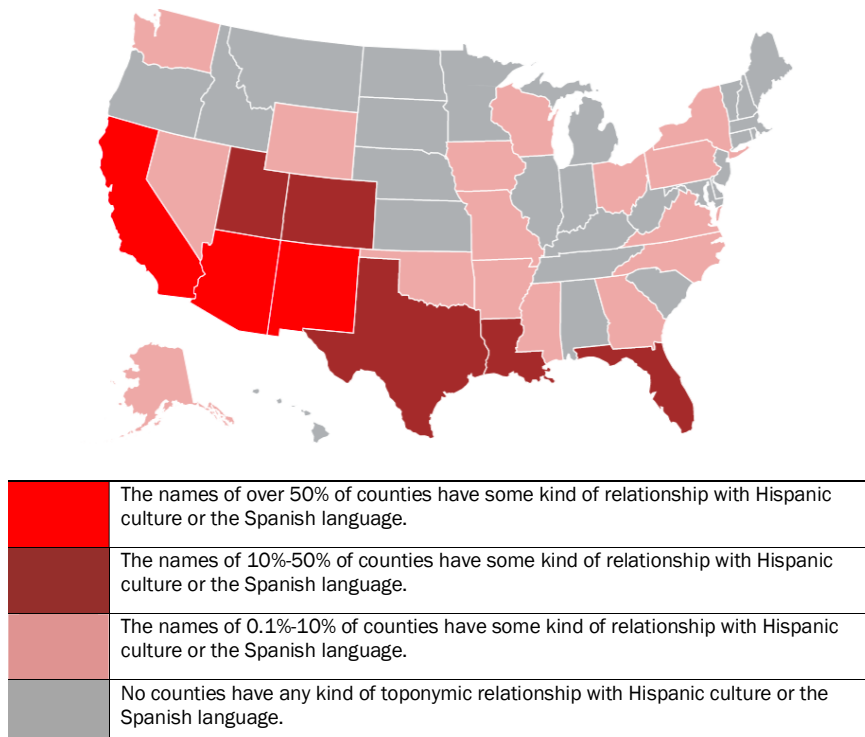 The names of over 50% of counties have some kind of relationship with Hispanic
culture or the Spanish language.
The names of 10%-50% of counties have some kind of relationship with Hispanic
culture or the Spanish language.
The names of 0.1%-10% of counties have some kind of relationship with Hispanic
culture or the Spanish language.
No counties have any kind of toponymic relationship with Hispanic culture or the
Spanish language.